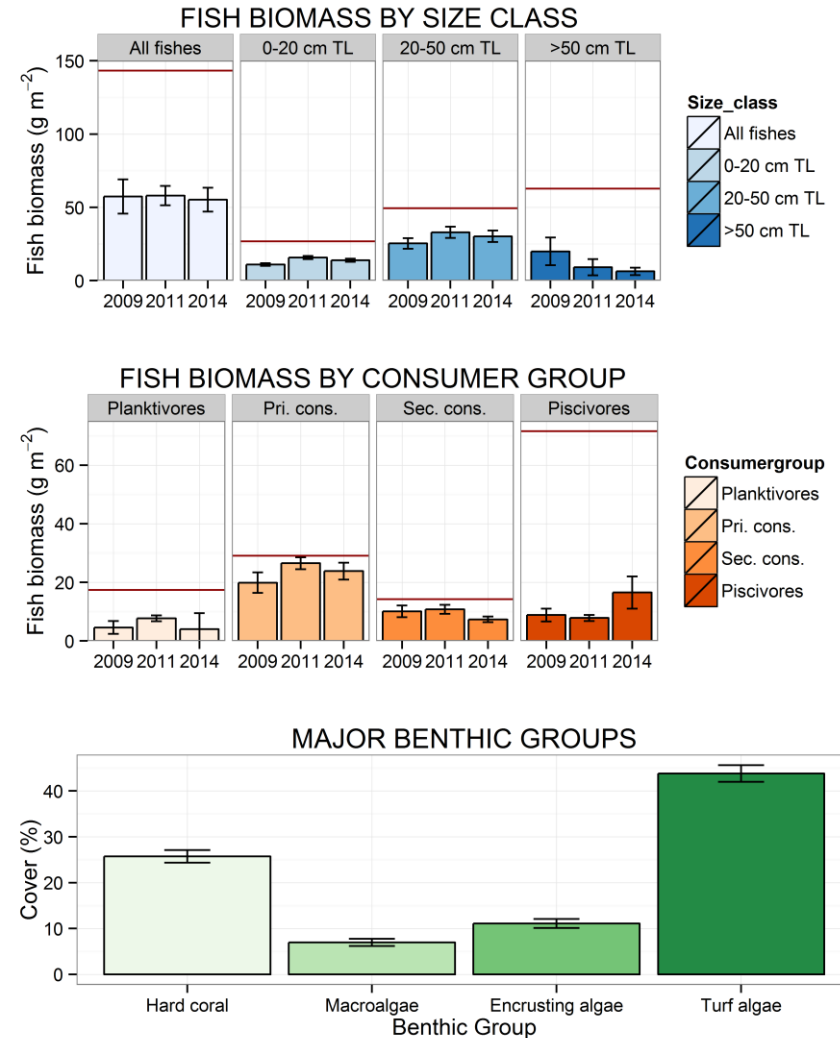 FISH BIOMASS BY SIZE CLASS
All fishes 0-20 cm TL 20-50 cm TL >50 cm TL
150
100
50
0
Fish biomass (g m⁻²)
2009 2011 2014 2009 2011 2014 2009 2011 2014 2009 2011 2014
Size_class
All fishes
0-20 cm TL
20-50 cm TL
>50 cm TL
FISH BIOMASS BY CONSUMER GROUP
Planktivores Pri. cons. Sec. cons. Piscivores
60
40
20
0
Fish biomass (g m⁻²)
2009 2011 2014 2009 2011 2014 2009 2011 2014 2009 2011 2014
Consumergroup
Planktivores
Pri. cons.
Sec. cons.
Piscivores
MAJOR BENTHIC GROUPS
40
30
20
10
0
Cover (%)
Hard coral Macroalgae Encrusting algae Turf algae
Benthic Group